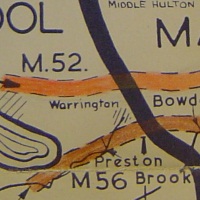 MIDDLE HULTON
OOL
MA
M.52.
Warrington
Bowd
Preston
Brook
M56